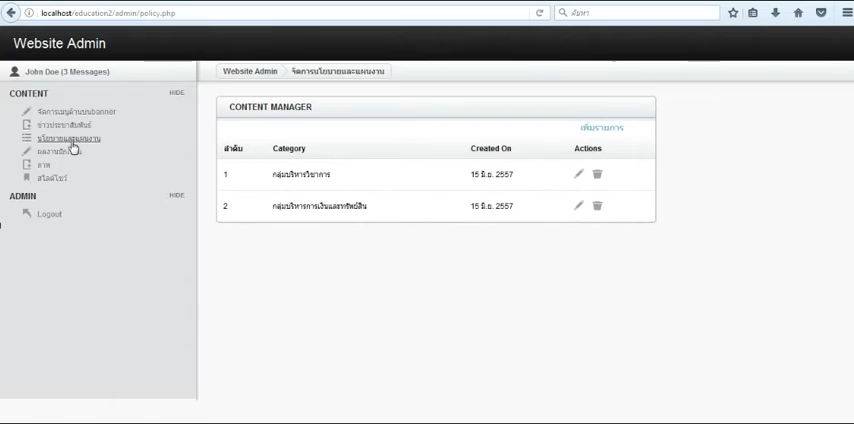 localhost/education2/admin/policy.php
ค้นหา
Website Admin
John Doe (3 Messages)
Website Admin
จัดการนโยบายและแผนงาน
CONTENT
HIDE
จัดการเมนูด้านบนbanner
ข่าวประชาสัมพันธ์
นโยบายและแผนงาน
ภาพ
สไลด์โชว์
ADMIN
HIDE
Logout
CONTENT MANAGER
เพิ่มรายการ
ลำดับ Category Created On Actions
1 กลุ่มบริหารวิชาการ 15 มิ.ย. 2557
2 กลุ่มบริหารการเงินและทรัพย์สิน 15 มิ.ย. 2557